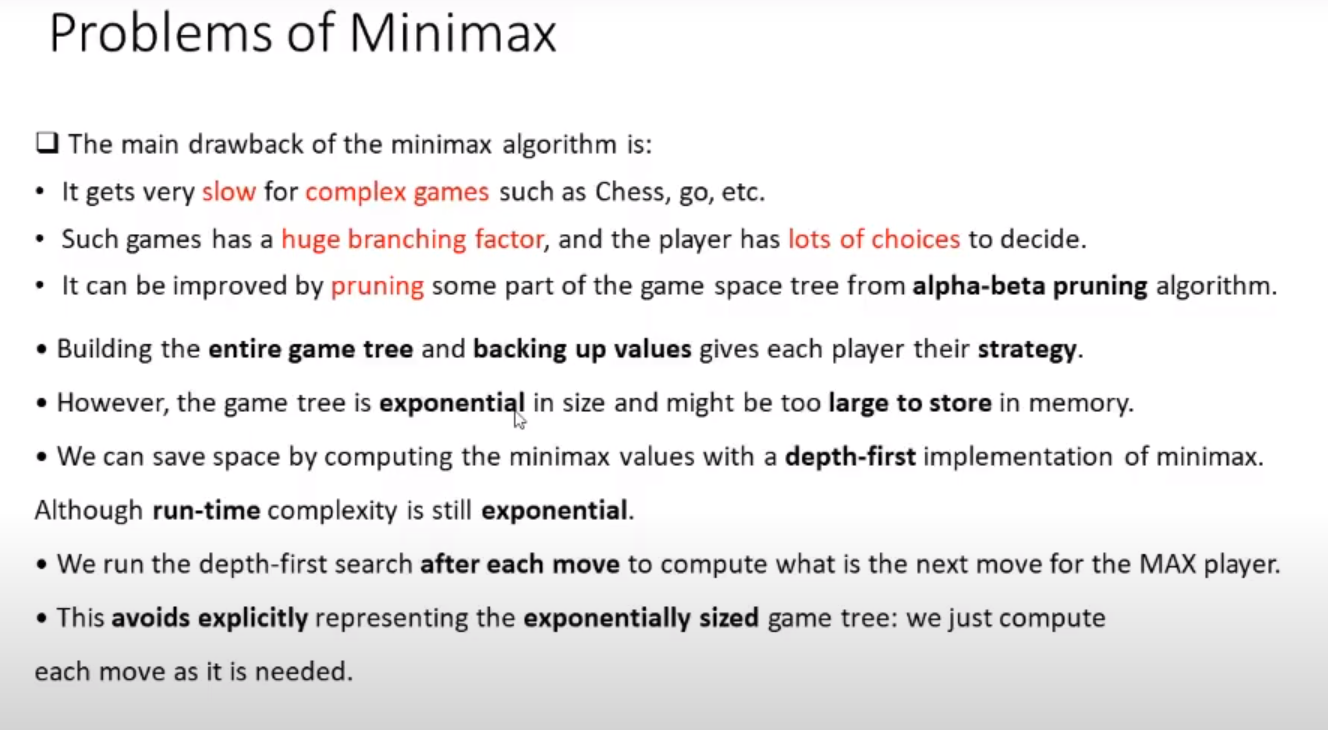 Problems of Minimax
❑ The main drawback of the minimax algorithm is:
• It gets very slow for complex games such as Chess, go, etc.
• Such games has a huge branching factor, and the player has lots of choices to decide.
• It can be improved by pruning some part of the game space tree from alpha-beta pruning algorithm.
• Building the entire game tree and backing up values gives each player their strategy.
• However, the game tree is exponential in size and might be too large to store in memory.
• We can save space by computing the minimax values with a depth-first implementation of minimax.
Although run-time complexity is still exponential.
• We run the depth-first search after each move to compute what is the next move for the MAX player.
• This avoids explicitly representing the exponentially sized game tree: we just compute
each move as it is needed.